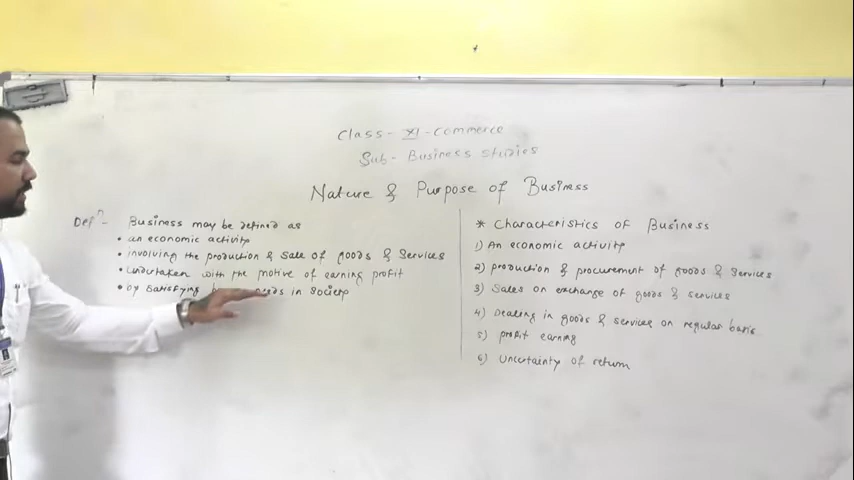 Class - XI - Commerce
Sub - Business Studies
Nature & Purpose of Business
Defⁿ - Business may be defined as
• an economic activity
• involving the production & sale of goods & services
• undertaken with the motive of earning profit
• by satisfying needs in society
* Characteristics of Business
1) An economic activity
2) production & procurement of goods & services
3) Sales on exchange of goods & services
4) Dealing in goods & services on regular basis
5) profit earning
6) Uncertainty of return